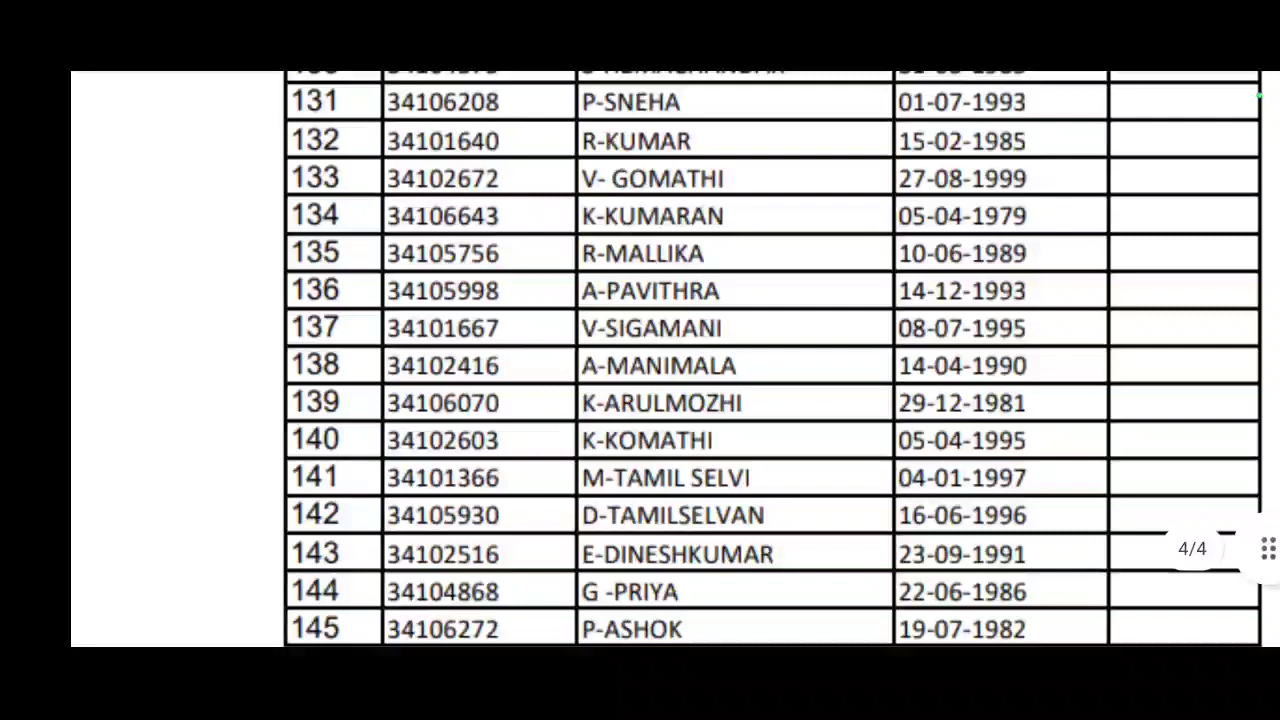 131 34106208 P-SNEHA 01-07-1993
132 34101640 R-KUMAR 15-02-1985
133 34102672 V- GOMATHI 27-08-1999
134 34106643 K-KUMARAN 05-04-1979
135 34105756 R-MALLIKA 10-06-1989
136 34105998 A-PAVITHRA 14-12-1993
137 34101667 V-SIGAMANI 08-07-1995
138 34102416 A-MANIMALA 14-04-1990
139 34106070 K-ARULMOZHI 29-12-1981
140 34102603 K-KOMATHI 05-04-1995
141 34101366 M-TAMIL SELVI 04-01-1997
142 34105930 D-TAMILSELVAN 16-06-1996
143 34102516 E-DINESHKUMAR 23-09-1991
4/4
144 34104868 G -PRIYA 22-06-1986
145 34106272 P-ASHOK 19-07-1982